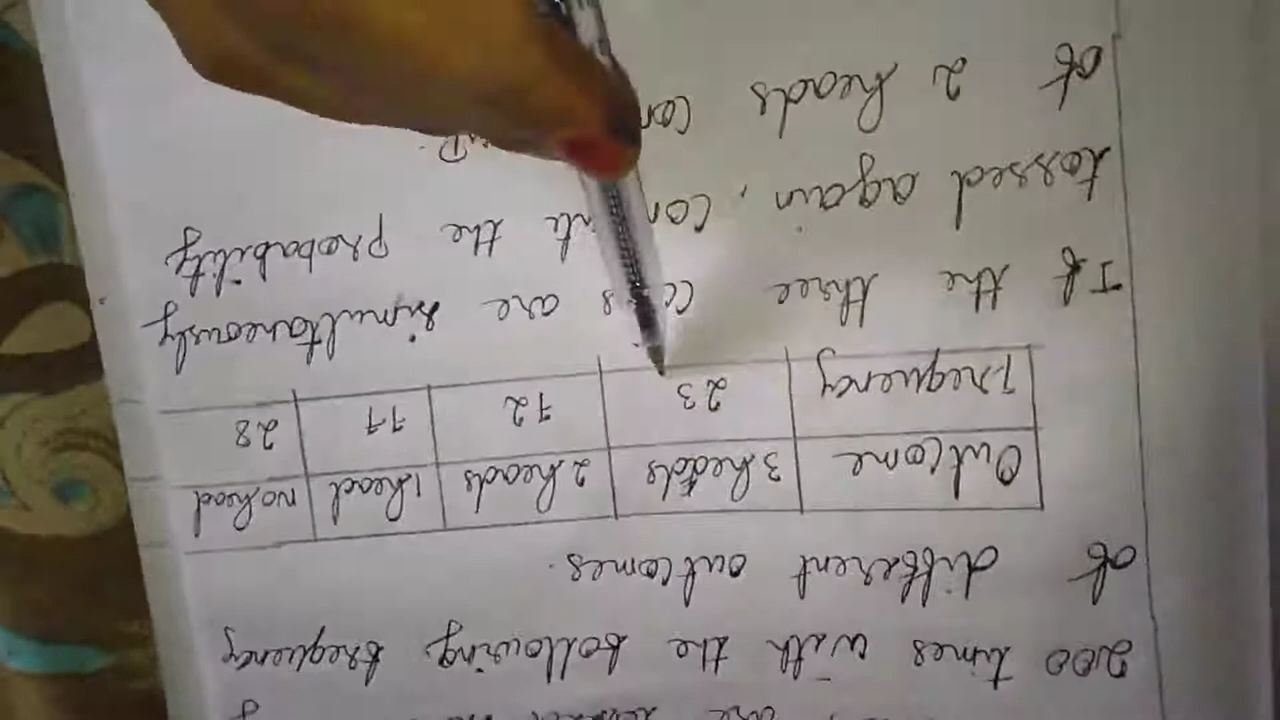 200 times with the following frequency
of different outcomes.
Outcome 3 heads 2 heads 1 head no head
Frequency 23 72 77 28
If the three are simultaneously
tossed again, the probability
of 2 heads